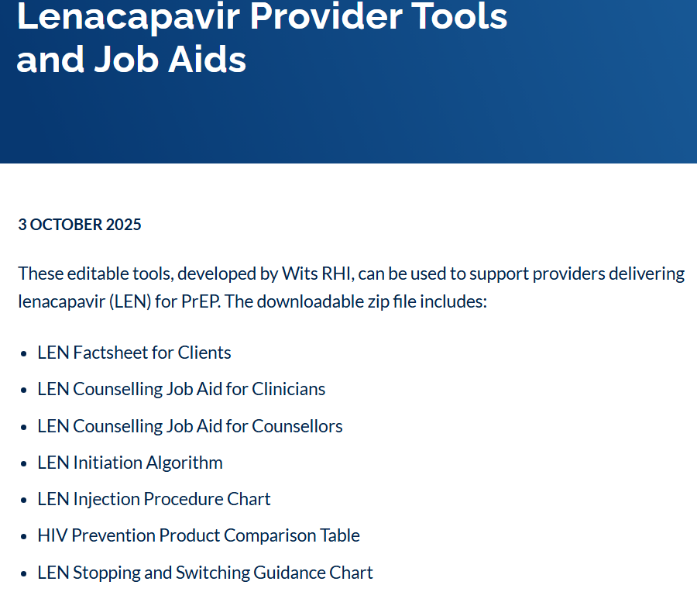 Lenacapavir Provider Tools
and Job Aids
3 OCTOBER 2025
These editable tools, developed by Wits RHI, can be used to support providers delivering
lenacapavir (LEN) for PrEP. The downloadable zip file includes:
• LEN Factsheet for Clients
• LEN Counselling Job Aid for Clinicians
• LEN Counselling Job Aid for Counsellors
• LEN Initiation Algorithm
• LEN Injection Procedure Chart
• HIV Prevention Product Comparison Table
• LEN Stopping and Switching Guidance Chart